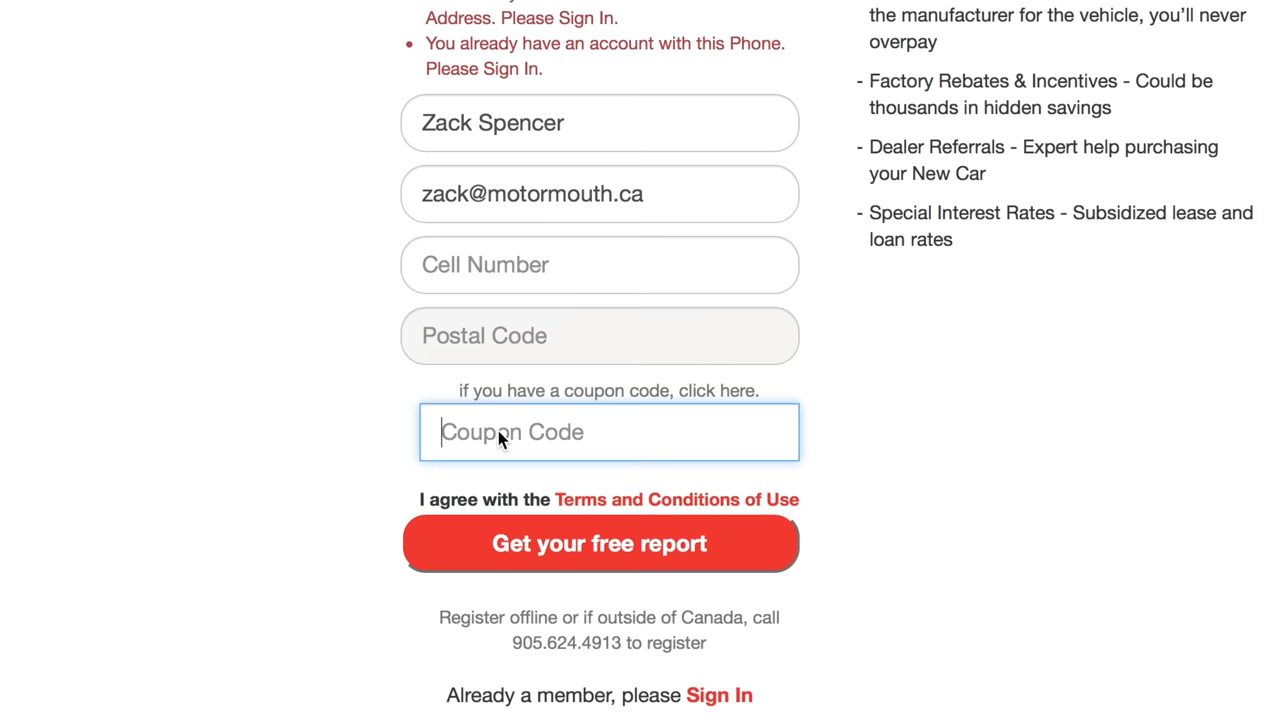 Address. Please Sign In.
• You already have an account with this Phone.
Please Sign In.
Zack Spencer
zack@motormouth.ca
Cell Number
Postal Code
if you have a coupon code, click here.
Coupon Code
I agree with the Terms and Conditions of Use
Get your free report
Register offline or if outside of Canada, call
905.624.4913 to register
Already a member, please Sign In
the manufacturer for the vehicle, you’ll never
overpay
- Factory Rebates & Incentives - Could be
thousands in hidden savings
- Dealer Referrals - Expert help purchasing
your New Car
- Special Interest Rates - Subsidized lease and
loan rates